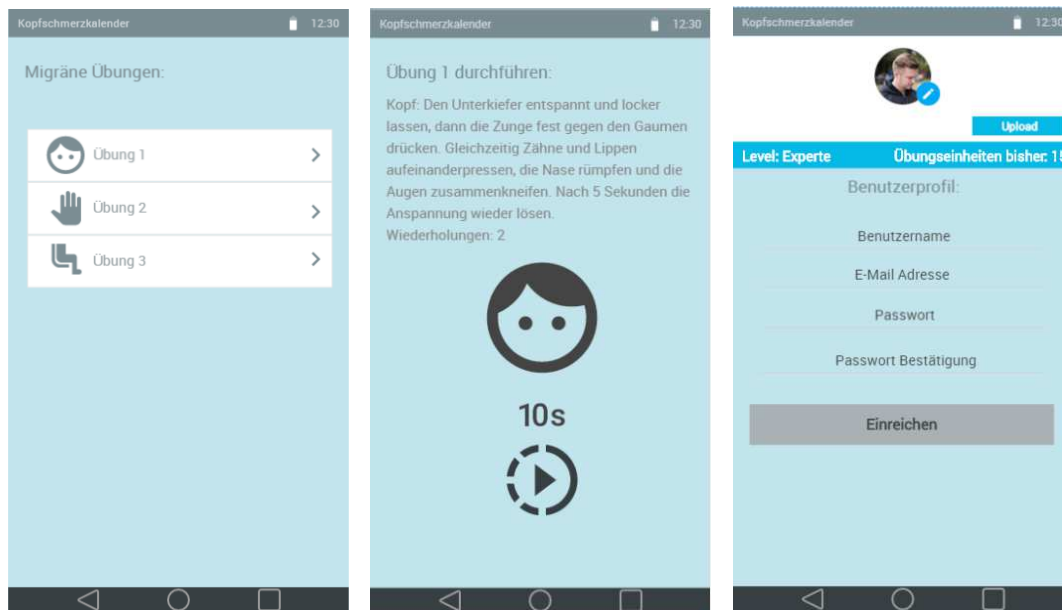 Kopfschmerzkalender 12:30
Migräne Übungen:
Übung 1
Übung 2
Übung 3
Kopfschmerzkalender 12:30
Übung 1 durchführen:
Kopf: Den Unterkiefer entspannt und locker
lassen, dann die Zunge fest gegen den Gaumen
drücken. Gleichzeitig Zähne und Lippen
aufeinanderpressen, die Nase rümpfen und die
Augen zusammenkneifen. Nach 5 Sekunden die
Anspannung wieder lösen.
Wiederholungen: 2
10s
Kopfschmerzkalender 12:30
Upload
Level: Experte Übungseinheiten bisher: 15
Benutzerprofil:
Benutzername
E-Mail Adresse
Passwort
Passwort Bestätigung
Einreichen